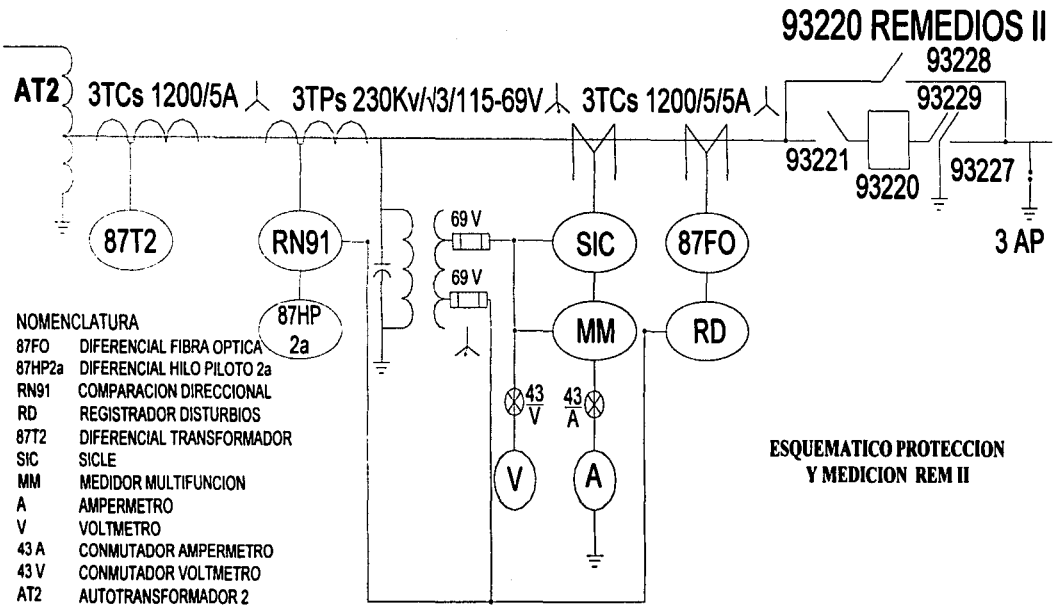 93220 REMEDIOS II
93228
AT2
3TCs 1200/5A
3TPs 230Kv/√3/115-69V
3TCs 1200/5/5A
93229
93221
93220
93227
3 AP
87T2
RN91
69 V
69 V
SIC
87FO
87HP
2a
MM
RD
43
V
43
A
V
A
NOMENCLATURA
87FO DIFERENCIAL FIBRA OPTICA
87HP2a DIFERENCIAL HILO PILOTO 2a
RN91 COMPARACION DIRECCIONAL
RD REGISTRADOR DISTURBIOS
87T2 DIFERENCIAL TRANSFORMADOR
SIC SICLE
MM MEDIDOR MULTIFUNCION
A AMPERMETRO
V VOLTMETRO
43 A CONMUTADOR AMPERMETRO
43 V CONMUTADOR VOLTMETRO
AT2 AUTOTRANSFORMADOR 2
ESQUEMATICO PROTECCION
Y MEDICION REM II